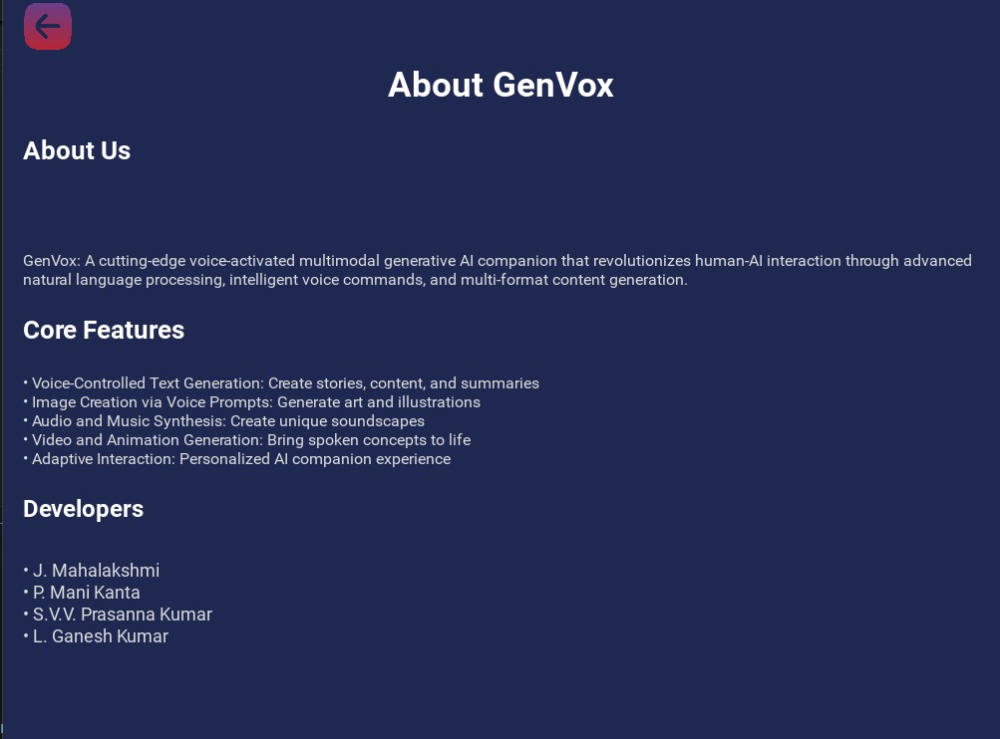 About GenVox
About Us
GenVox: A cutting-edge voice-activated multimodal generative AI companion that revolutionizes human-AI interaction through advanced
natural language processing, intelligent voice commands, and multi-format content generation.
Core Features
• Voice-Controlled Text Generation: Create stories, content, and summaries
• Image Creation via Voice Prompts: Generate art and illustrations
• Audio and Music Synthesis: Create unique soundscapes
• Video and Animation Generation: Bring spoken concepts to life
• Adaptive Interaction: Personalized AI companion experience
Developers
• J. Mahalakshmi
• P. Mani Kanta
• S.V.V. Prasanna Kumar
• L. Ganesh Kumar